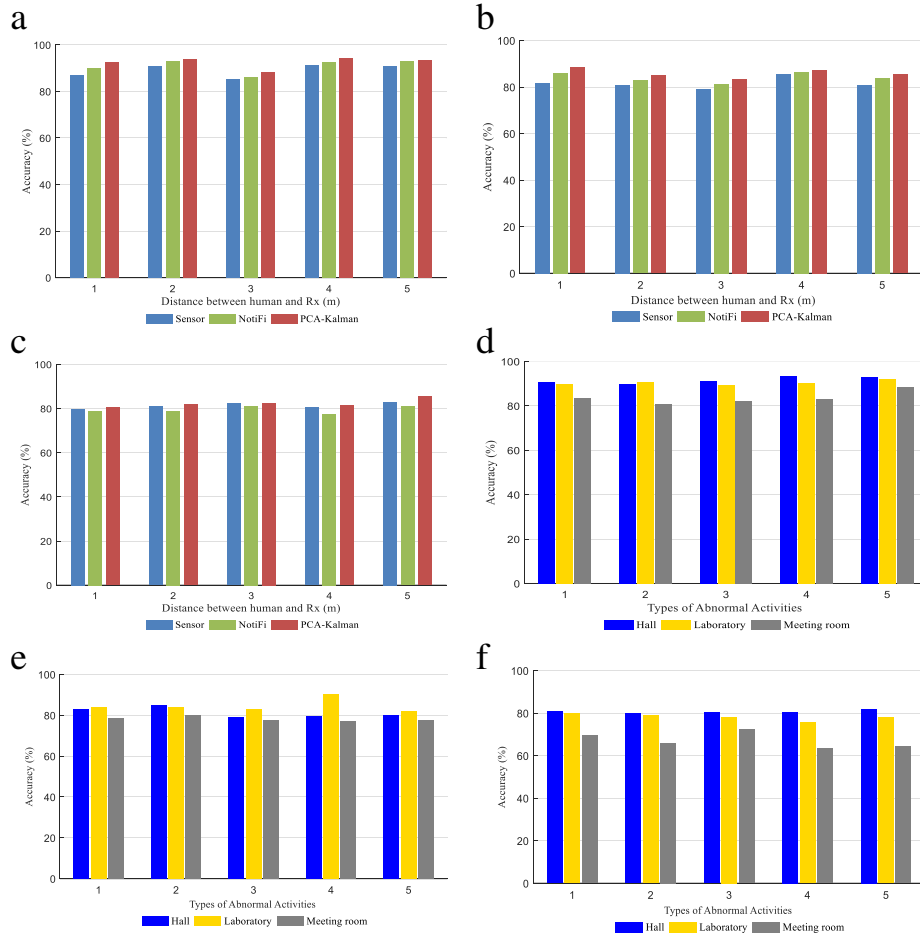 a
100
80
60
40
20
0
Accuracy (%)
1 2 3 4 5
Distance between human and Rx (m)
Sensor NotiFi PCA-Kalman
b
100
80
60
40
20
0
Accuracy (%)
1 2 3 4 5
Distance between human and Rx (m)
Sensor NotiFi PCA-Kalman
c
100
80
60
40
20
0
Accuracy (%)
1 2 3 4 5
Distance between human and Rx (m)
Sensor NotiFi PCA-Kalman
d
100
80
60
40
20
0
Accuracy (%)
1 2 3 4 5
Types of Abnormal Activities
Hall Laboratory Meeting room
e
100
80
60
40
20
0
Accuracy (%)
1 2 3 4 5
Types of Abnormal Activities
Hall Laboratory Meeting room
f
100
80
60
40
20
0
Accuracy (%)
1 2 3 4 5
Types of Abnormal Activities
Hall Laboratory Meeting room